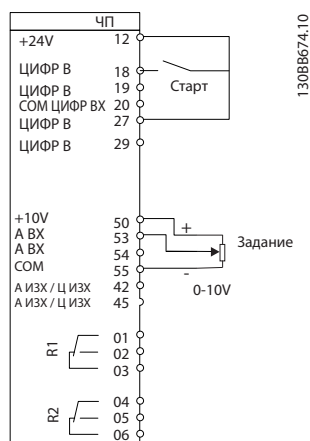 ЧП
+24V 12
ЦИФР В 18
ЦИФР В 19
COM ЦИФР ВХ 20
ЦИФР В 27
ЦИФР В 29
Старт
+10V 50
А ВХ 53
А ВХ 54
COM 55
А ИЗХ / Ц ИЗХ 42
А ИЗХ / Ц ИЗХ 45
+
-
Задание
0-10V
R1
01
02
03
R2
04
05
06
130BB674.10